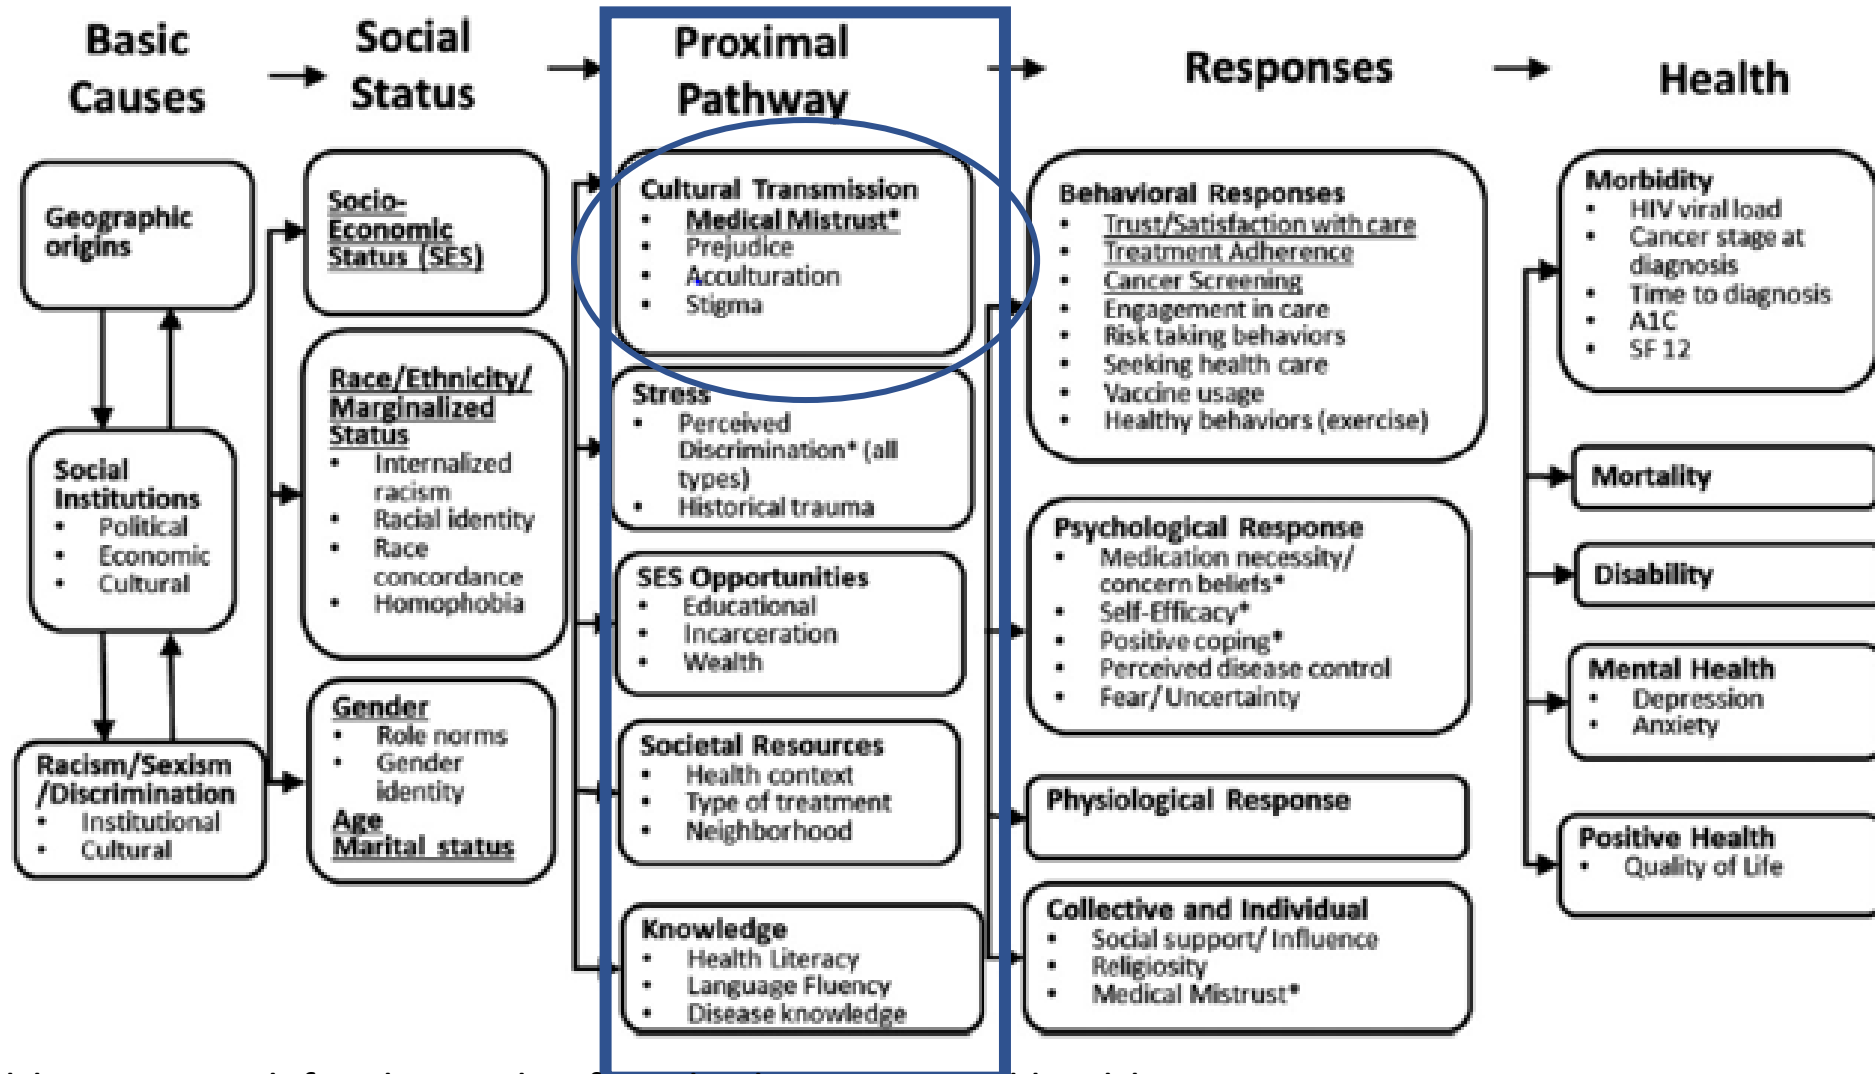 Basic
Causes
Social
Status
Proximal
Pathway
Responses
Health
Geographic
origins
Social
Institutions
• Political
• Economic
• Cultural
Racism/Sexism
/Discrimination
• Institutional
• Cultural
Socio-
Economic
Status (SES)
Race/Ethnicity/
Marginalized
Status
• Internalized
racism
• Racial identity
• Race
concordance
• Homophobia
Gender
• Role norms
• Gender
identity
Age
Marital status
Cultural Transmission
• Medical Mistrust*
• Prejudice
• Acculturation
• Stigma
Stress
• Perceived
Discrimination* (all
types)
• Historical trauma
SES Opportunities
• Educational
• Incarceration
• Wealth
Societal Resources
• Health context
• Type of treatment
• Neighborhood
Knowledge
• Health Literacy
• Language Fluency
• Disease knowledge
Behavioral Responses
• Trust/Satisfaction with care
• Treatment Adherence
• Cancer Screening
• Engagement in care
• Risk taking behaviors
• Seeking health care
• Vaccine usage
• Healthy behaviors (exercise)
Psychological Response
• Medication necessity/
concern beliefs*
• Self-Efficacy*
• Positive coping*
• Perceived disease control
• Fear/Uncertainty
Physiological Response
Collective and Individual
• Social support/ Influence
• Religiosity
• Medical Mistrust*
Morbidity
• HIV viral load
• Cancer stage at
diagnosis
• Time to diagnosis
• A1C
• SF 12
Mortality
Disability
Mental Health
• Depression
• Anxiety
Positive Health
• Quality of Life